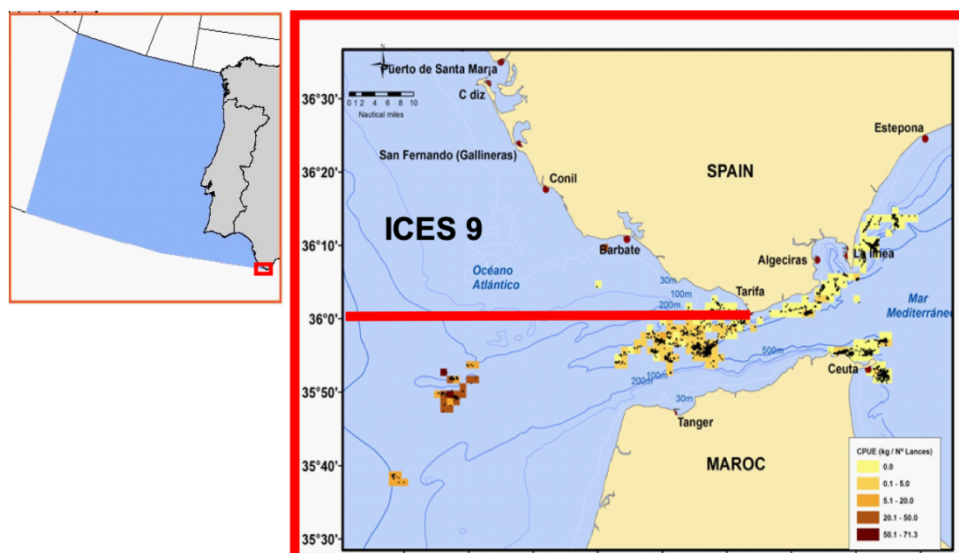 Puerto de Santa Marıa
C diz
36°30'
0 1 2 4 6 8 10
Nautical miles
Estepona
San Fernando (Gallineras)
SPAIN
36°20'
Conil
ICES 9
Barbate
36°10'
Algeciras
La linea
Océano
Atlántico
30m
100m
200m
Tarifa
Mar
Mediterráneo
36°0'
500m
Ceuta
100m
200m
35°50'
30m
Tanger
MAROC
35°40'
CPUE (kg / Nº Lances)
0.0
0.1 - 5.0
5.1 - 20.0
20.1 - 50.0
50.1 - 71.3
35°30'